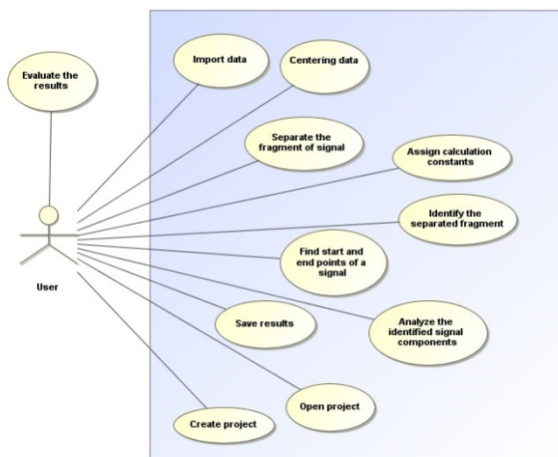 Import data
Centering data
Evaluate the
results
Separate the
fragment of signal
Assign calculation
constants
Identify the
separated fragment
Find start and
end points of a
signal
User
Save results
Analyze the
identified signal
components
Open project
Create project